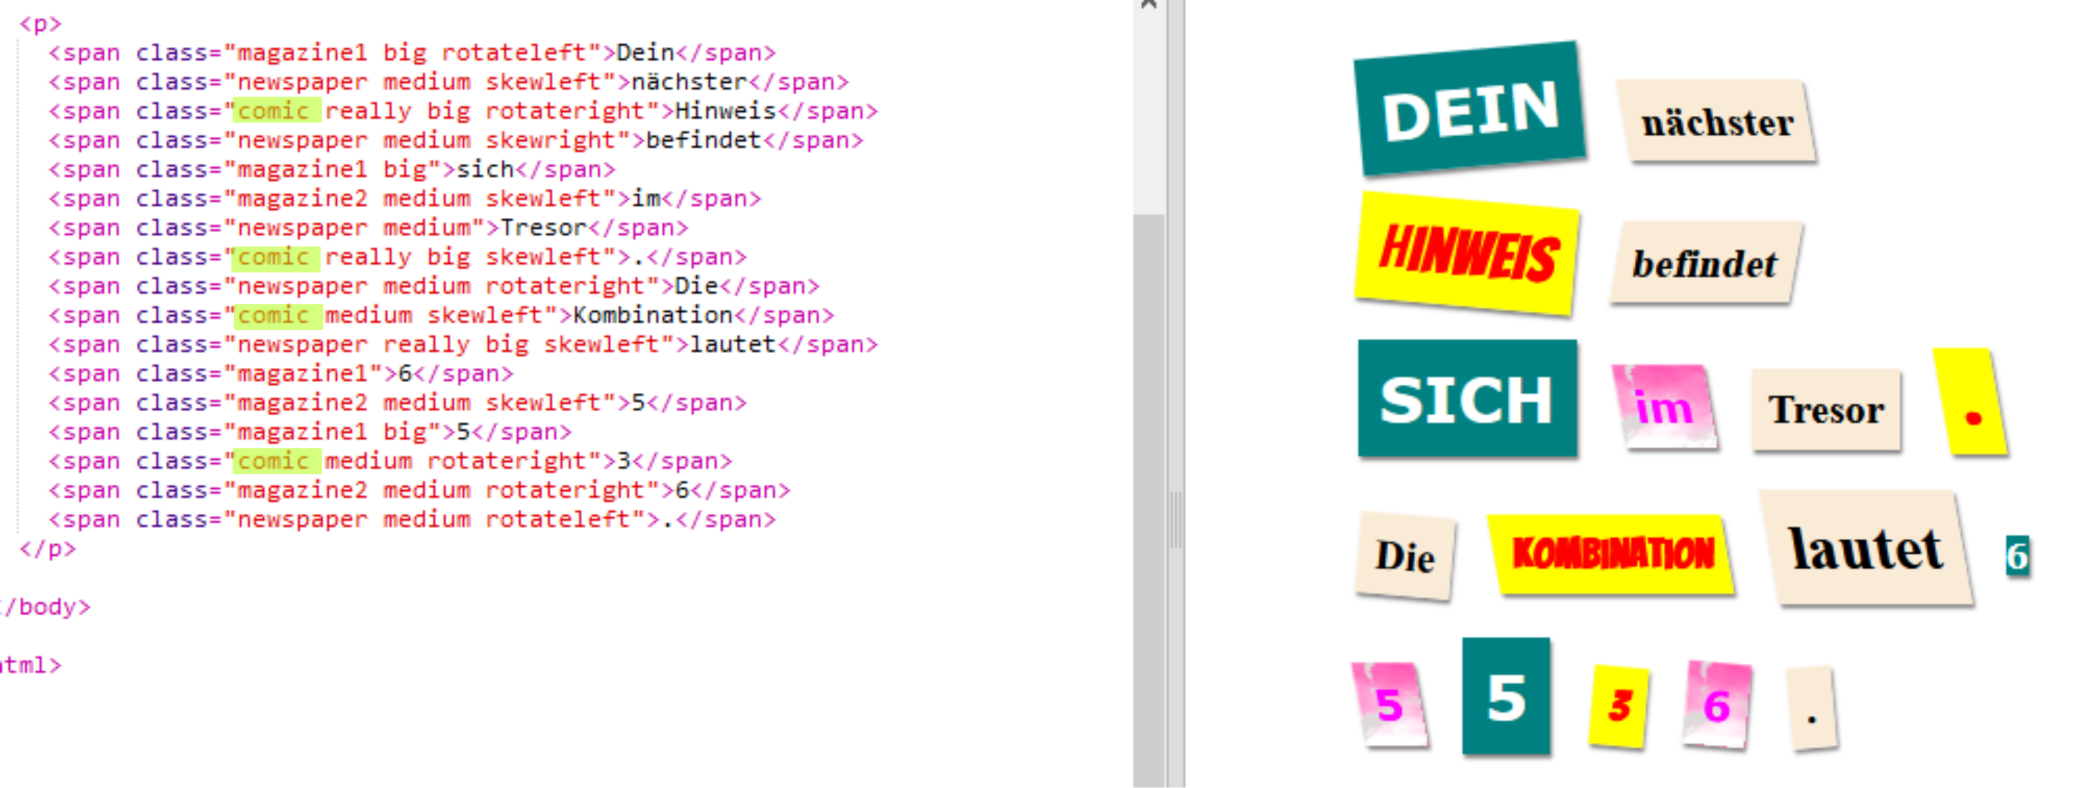 <p>
<span class="magazine1 big rotateleft">Dein</span>
<span class="newspaper medium skewleft">nächster</span>
<span class="comic really big rotateright">Hinweis</span>
<span class="newspaper medium skewright">befindet</span>
<span class="magazine1 big">sich</span>
<span class="magazine2 medium skewleft">im</span>
<span class="newspaper medium">Tresor</span>
<span class="comic really big skewleft">.</span>
<span class="newspaper medium rotateright">Die</span>
<span class="comic medium skewleft">Kombination</span>
<span class="newspaper really big skewleft">lautet</span>
<span class="magazine1">6</span>
<span class="magazine2 medium skewleft">5</span>
<span class="magazine1 big">5</span>
<span class="comic medium rotateright">3</span>
<span class="magazine2 medium rotateright">6</span>
<span class="newspaper medium rotateleft">.</span>
</p>
/body>
tml>
DEIN nächster
HINWEIS befindet
SICH im Tresor .
Die KOMBINATION lautet 6
5 5 3 6 .